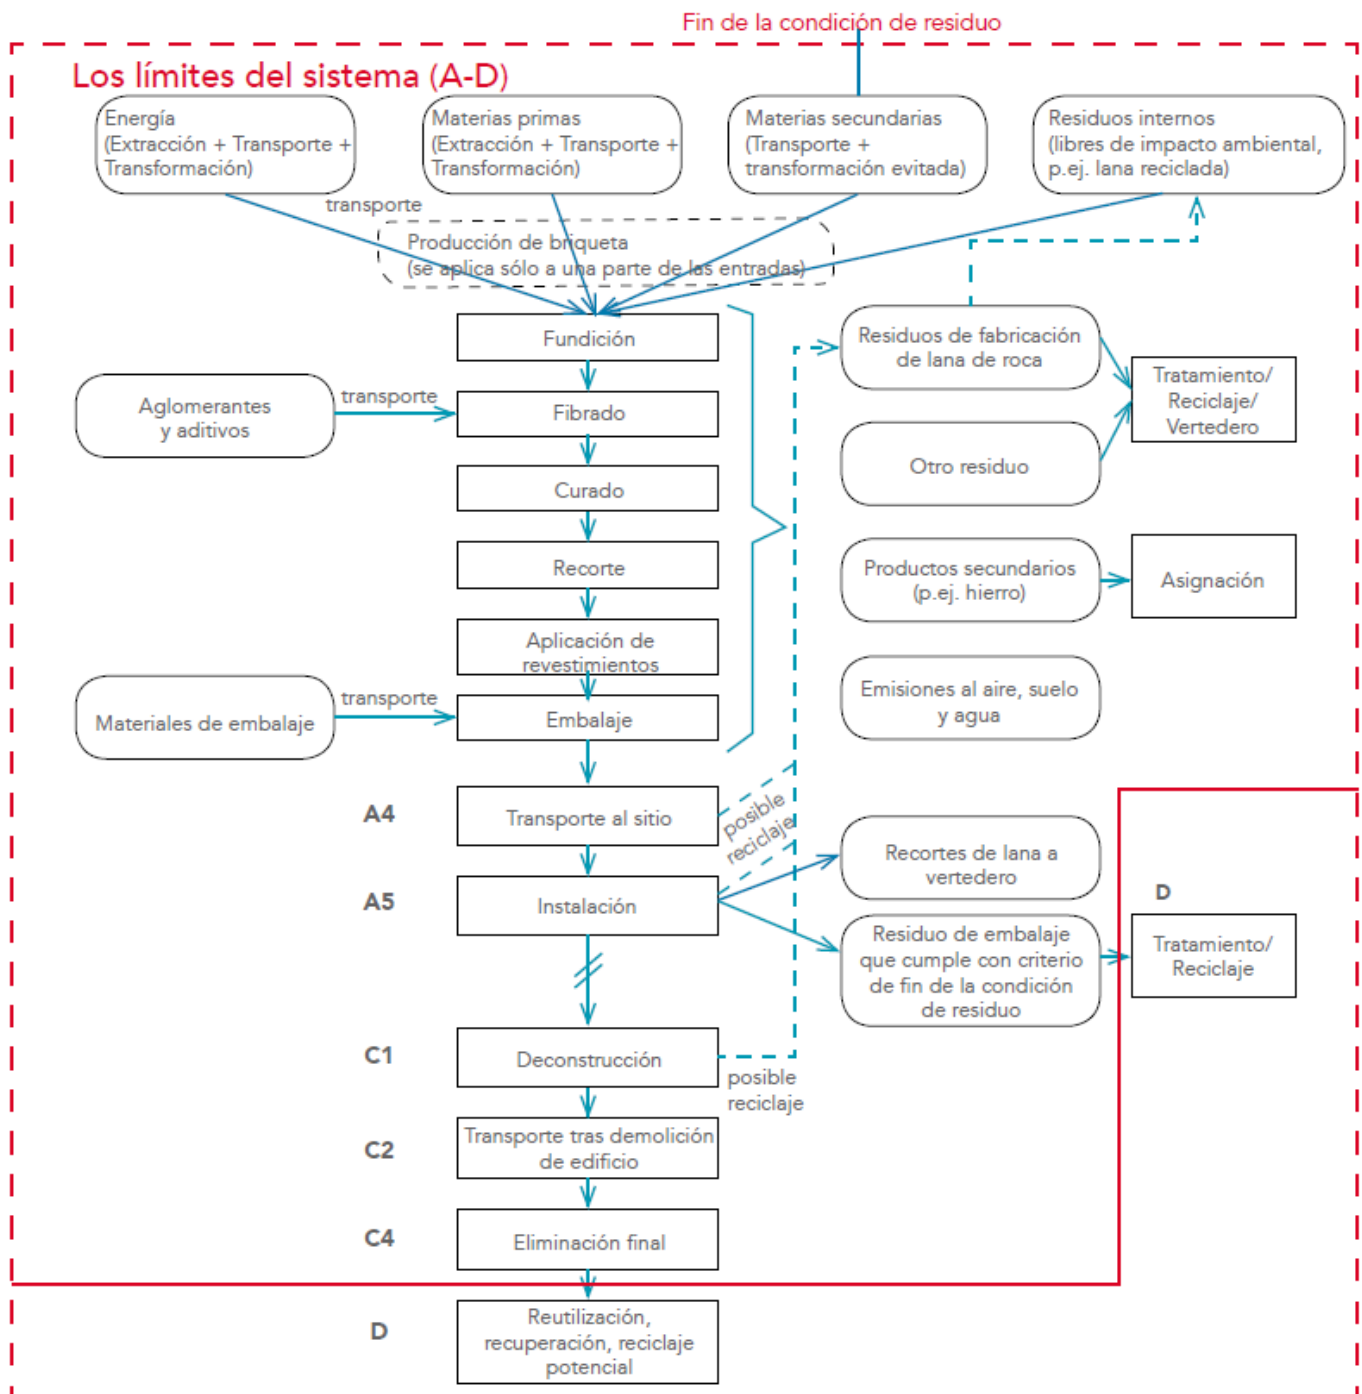 Fin de la condición de residuo
Los límites del sistema (A-D)
Energía
(Extracción + Transporte +
Transformación)
Materias primas
(Extracción + Transporte +
Transformación)
Materias secundarias
(Transporte +
transformación evitada)
Residuos internos
(libres de impacto ambiental,
p.ej. lana reciclada)
transporte
Producción de briqueta
(se aplica sólo a una parte de las entradas)
Fundición
Residuos de fabricación
de lana de roca
Tratamiento/
Reciclaje/
Vertedero
Aglomerantes
y aditivos
transporte
Fibrado
Otro residuo
Curado
Recorte
Productos secundarios
(p.ej. hierro)
Asignación
Aplicación de
revestimientos
Emisiones al aire, suelo
y agua
Materiales de embalaje
transporte
Embalaje
A4
Transporte al sitio
posible
reciclaje
Recortes de lana a
vertedero
A5
Instalación
D
Residuo de embalaje
que cumple con criterio
de fin de la condición
de residuo
Tratamiento/
Reciclaje
C1
Deconstrucción
posible
reciclaje
C2
Transporte tras demolición
de edificio
C4
Eliminación final
D
Reutilización,
recuperación, reciclaje
potencial